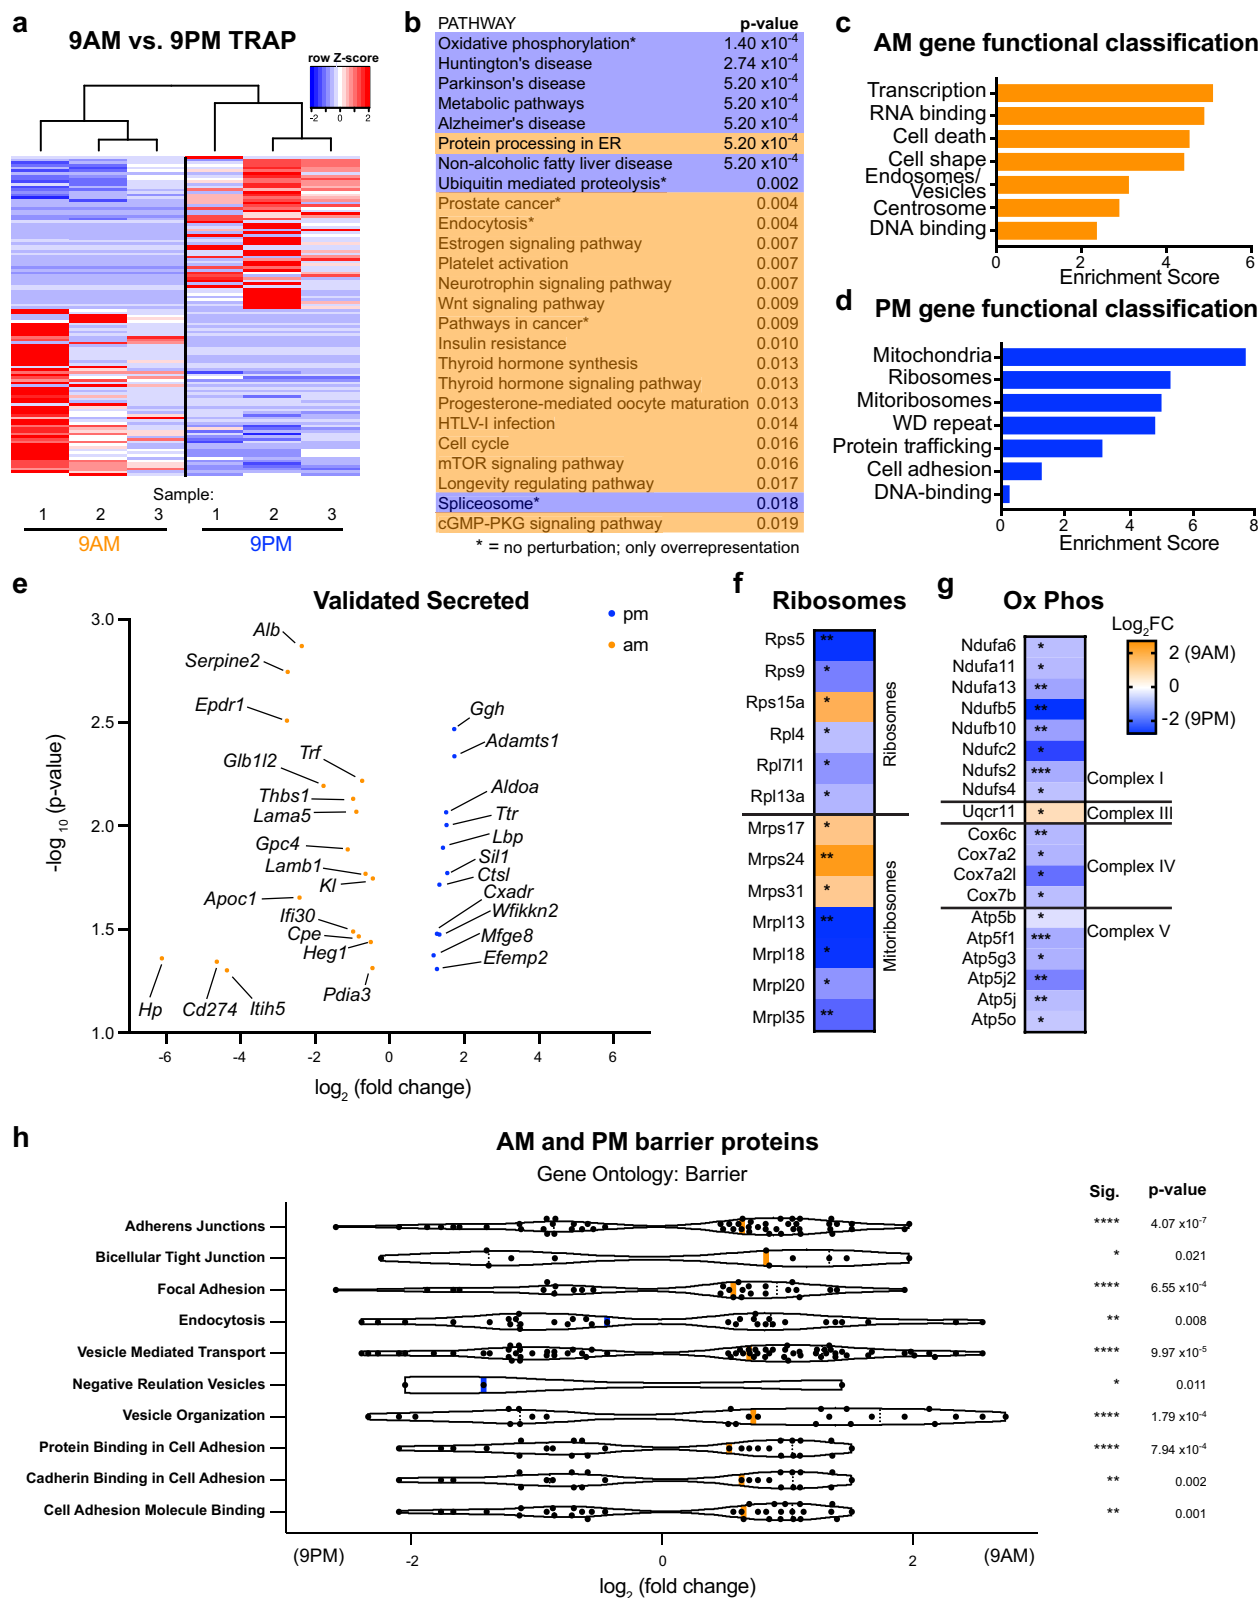 a
9AM vs. 9PM TRAP
row Z-score
-2 0 2
Sample:
1 2 3 1 2 3
9AM 9PM
b
PATHWAY p-value
Oxidative phosphorylation* 1.40 x10-4
Huntington's disease 2.74 x10-4
Parkinson's disease 5.20 x10-4
Metabolic pathways 5.20 x10-4
Alzheimer's disease 5.20 x10-4
Protein processing in ER 5.20 x10-4
Non-alcoholic fatty liver disease 5.20 x10-4
Ubiquitin mediated proteolysis* 0.002
Prostate cancer* 0.004
Endocytosis* 0.004
Estrogen signaling pathway 0.007
Platelet activation 0.007
Neurotrophin signaling pathway 0.007
Wnt signaling pathway 0.009
Pathways in cancer* 0.009
Insulin resistance 0.010
Thyroid hormone synthesis 0.013
Thyroid hormone signaling pathway 0.013
Progesterone-mediated oocyte maturation 0.013
HTLV-I infection 0.014
Cell cycle 0.016
mTOR signaling pathway 0.016
Longevity regulating pathway 0.017
Spliceosome* 0.018
cGMP-PKG signaling pathway 0.019
* = no perturbation; only overrepresentation
c
AM gene functional classification
Transcription
RNA binding
Cell death
Cell shape
Endosomes/
Vesicles
Centrosome
DNA binding
0 2 4 6
Enrichment Score
d
PM gene functional classification
Mitochondria
Ribosomes
Mitoribosomes
WD repeat
Protein trafficking
Cell adhesion
DNA-binding
0 2 4 6 8
Enrichment Score
e
Validated Secreted
pm
am
-log 10 (p-value)
3.0
2.5
2.0
1.5
1.0
Alb
Serpine2
Epdr1
Trf
Glb1l2
Thbs1
Lama5
Gpc4
Lamb1
Kl
Apoc1
Ifi30
Cpe
Heg1
Pdia3
Hp
Cd274
Itih5
Ggh
Adamts1
Aldoa
Ttr
Lbp
Sil1
Ctsl
Cxadr
Wfikkn2
Mfge8
Efemp2
-6 -4 -2 0 2 4 6
log2 (fold change)
f
Ribosomes
Rps5 **
Rps9 *
Rps15a *
Rpl4 *
Rpl7l1 *
Rpl13a *
Ribosomes
Mrps17 *
Mrps24 **
Mrps31 *
Mrpl13 **
Mrpl18 *
Mrpl20 *
Mrpl35 **
Mitoribosomes
g
Ox Phos
Log2FC
2 (9AM)
0
-2 (9PM)
Ndufa6 *
Ndufa11 *
Ndufa13 **
Ndufb5 **
Ndufb10 **
Ndufc2 *
Ndufs2 ***
Complex I
Ndufs4 *
Uqcr11 * Complex III
Cox6c **
Cox7a2 *
Complex IV
Cox7a2l *
Cox7b *
Atp5b *
Complex V
Atp5f1 ***
Atp5g3 *
Atp5j2 **
Atp5j **
Atp5o *
h
AM and PM barrier proteins
Gene Ontology: Barrier
Sig. p-value
Adherens Junctions **** 4.07 x10-7
Bicellular Tight Junction * 0.021
Focal Adhesion **** 6.55 x10-4
Endocytosis ** 0.008
Vesicle Mediated Transport **** 9.97 x10-5
Negative Reulation Vesicles * 0.011
Vesicle Organization **** 1.79 x10-4
Protein Binding in Cell Adhesion **** 7.94 x10-4
Cadherin Binding in Cell Adhesion ** 0.002
Cell Adhesion Molecule Binding ** 0.001
(9PM) -2 0 2 (9AM)
log2 (fold change)